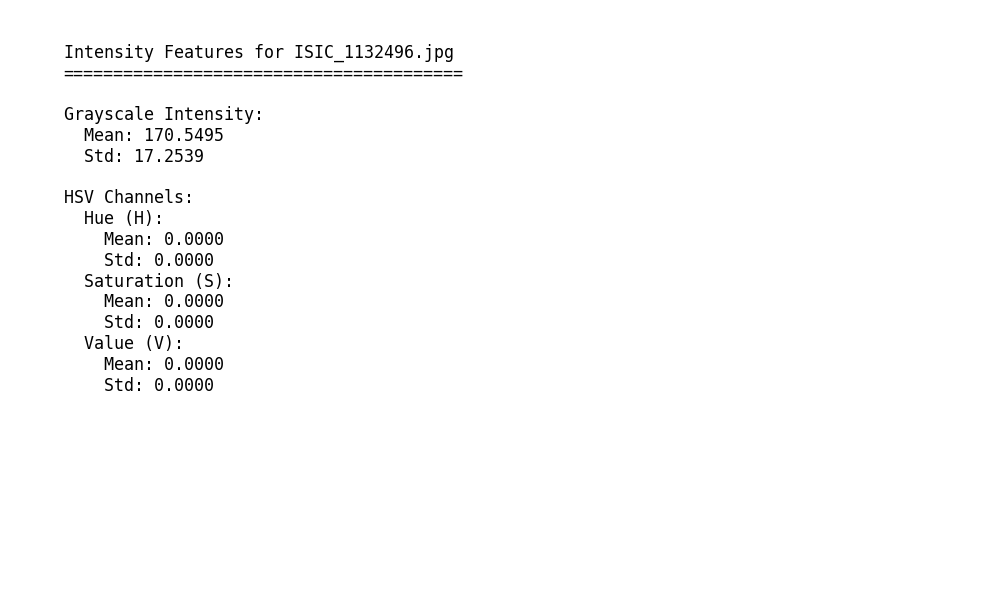 Intensity Features for ISIC_1132496.jpg
========================================
Grayscale Intensity:
Mean: 170.5495
Std: 17.2539
HSV Channels:
Hue (H):
Mean: 0.0000
Std: 0.0000
Saturation (S):
Mean: 0.0000
Std: 0.0000
Value (V):
Mean: 0.0000
Std: 0.0000